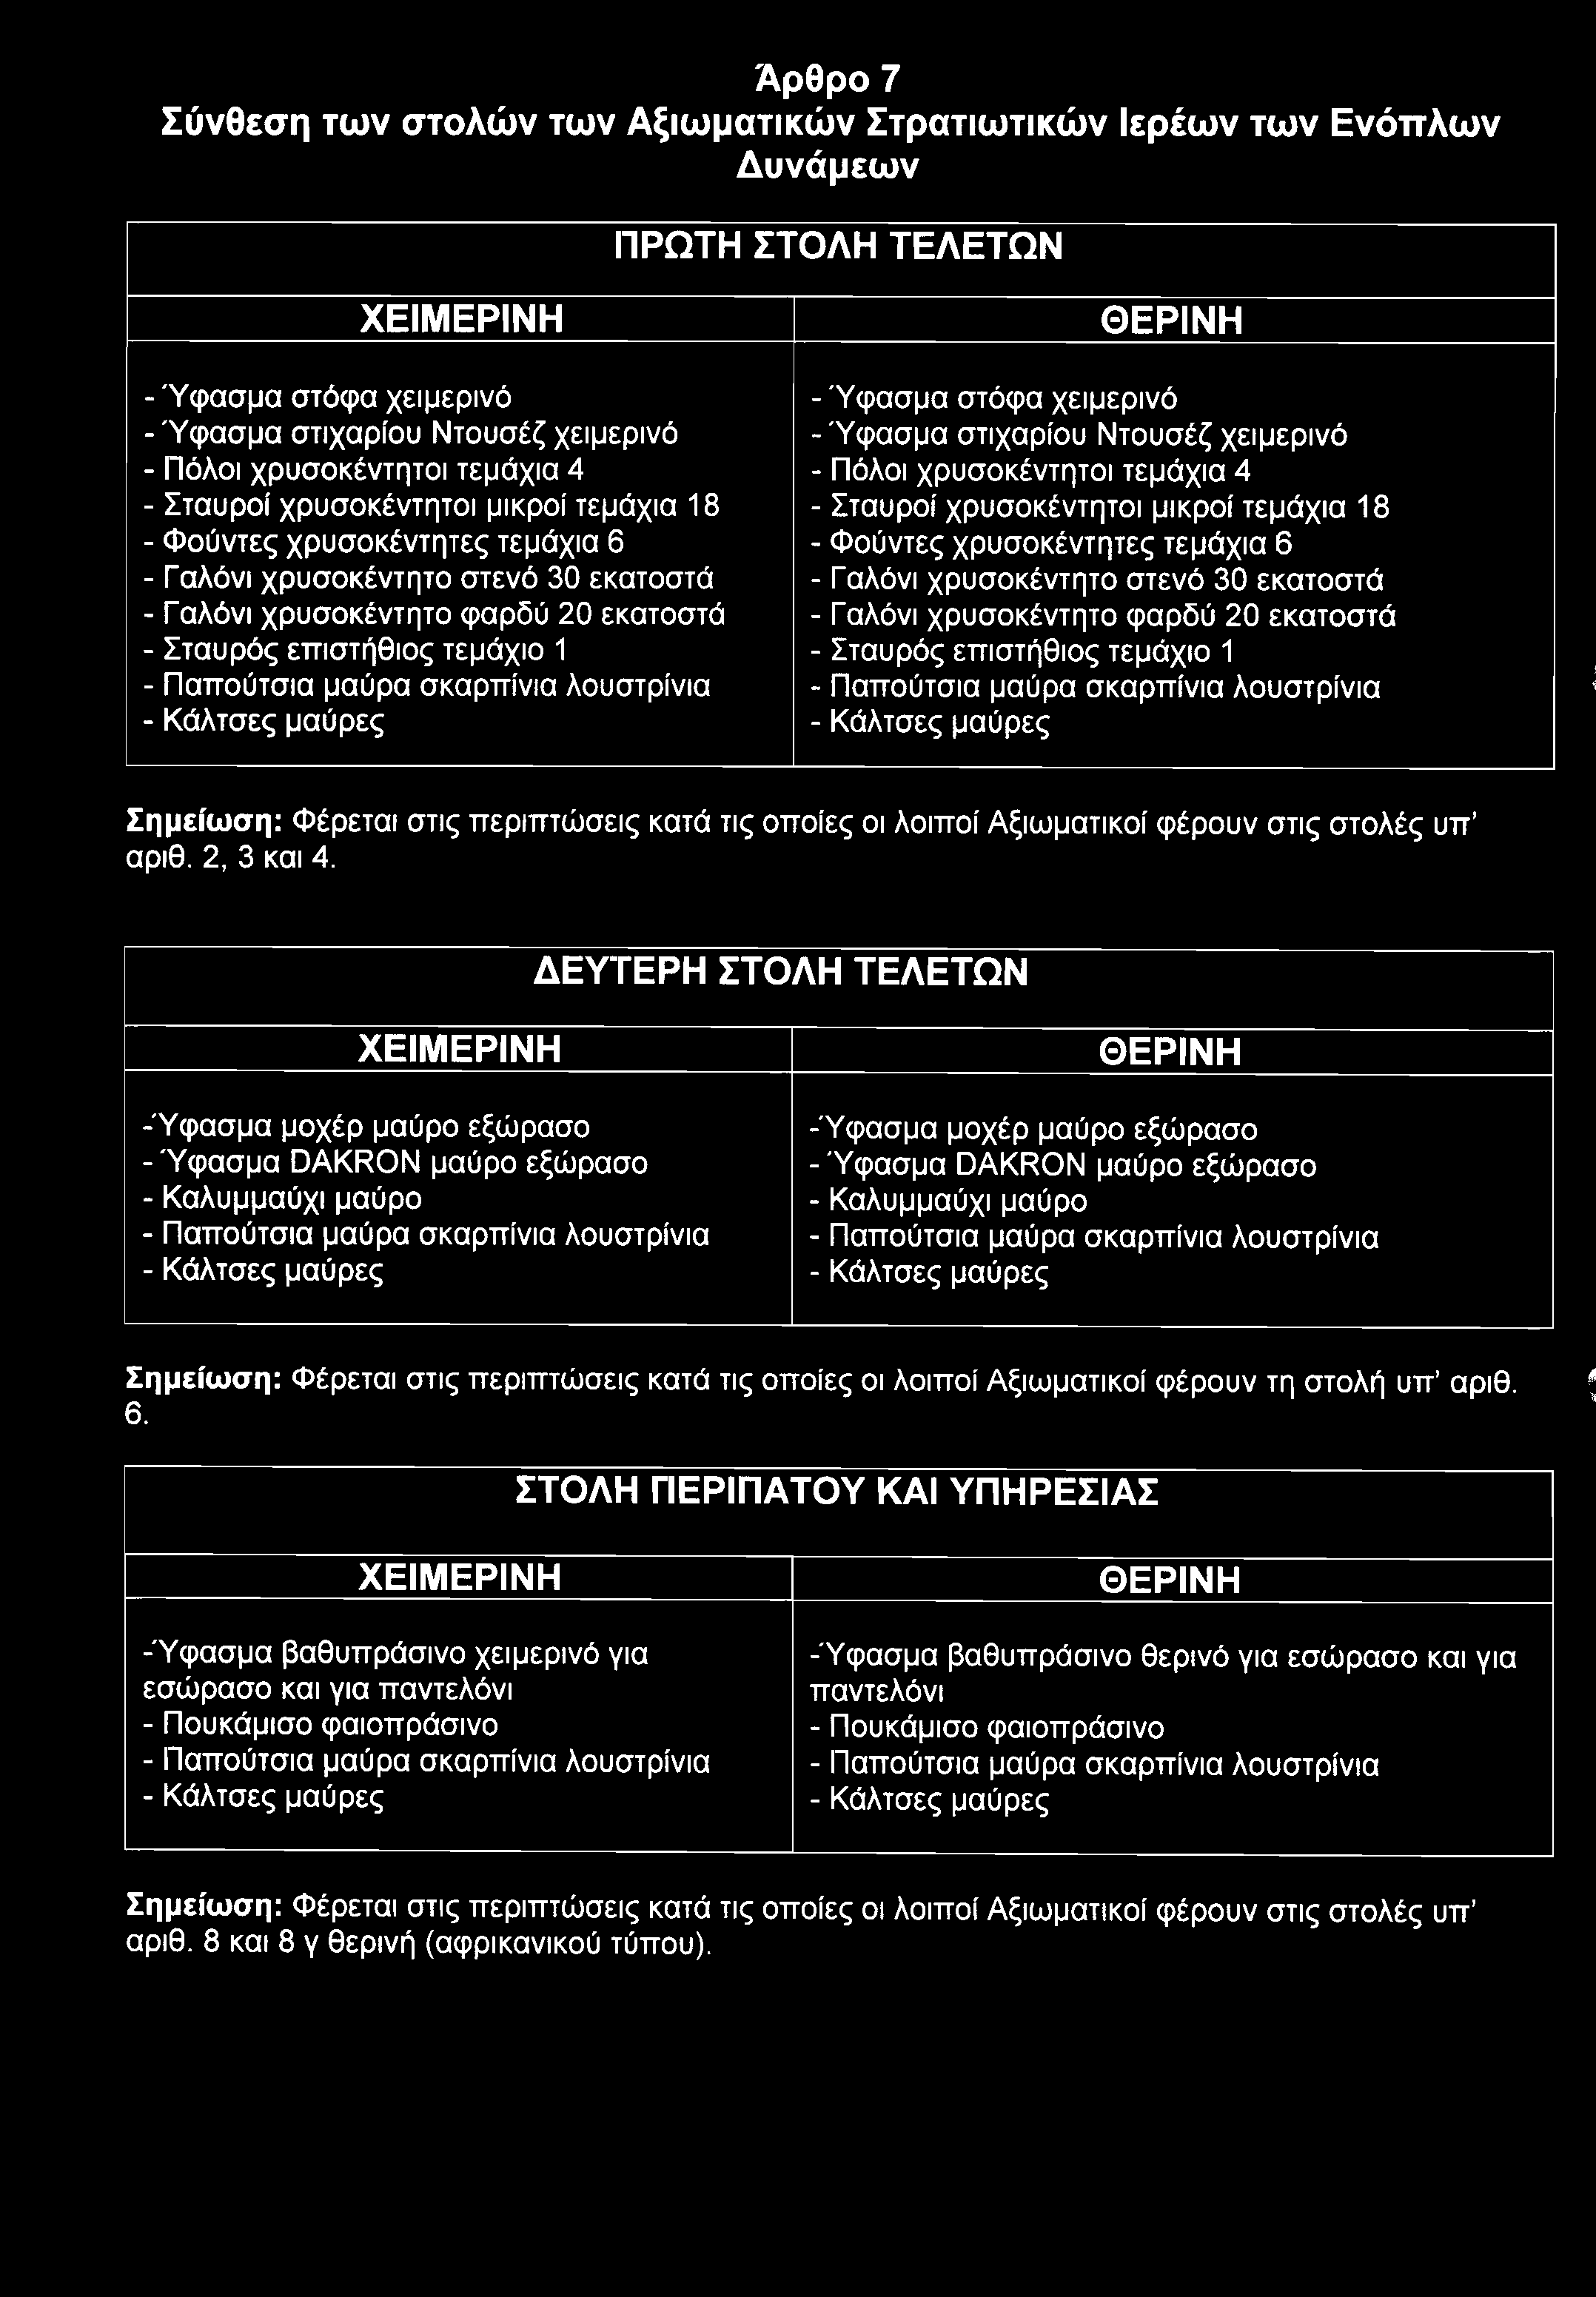 Άρθρο 7
Σύνθεση των στολών των Αξιωματικών Στρατιωτικών Ιερέων των Ενόπλων
Δυνάμεων
ΠΡΩΤΗ ΣΤΟΛΗ ΤΕΛΕΤΩΝ
ΧΕΙΜΕΡΙΝΗ
- Ύφασμα στόφα χειμερινό
- Ύφασμα στιχαρίου Ντουσέζ χειμερινό
- Πόλοι χρυσοκέντητοι τεμάχια 4
- Σταυροί χρυσοκέντητοι μικροί τεμάχια 18
- Φούντες χρυσοκέντητες τεμάχια 6
- Γαλόνι χρυσοκέντητο στενό 30 εκατοστά
- Γαλόνι χρυσοκέντητο φαρδύ 20 εκατοστά
- Σταυρός επιστήθιος τεμάχιο 1
- Παπούτσια μαύρα σκαρπίνια λουστρίνια
- Κάλτσες μαύρες
ΘΕΡΙΝΗ
- Ύφασμα στόφα χειμερινό
- Ύφασμα στιχαρίου Ντουσέζ χειμερινό
- Πόλοι χρυσοκέντητοι τεμάχια 4
- Σταυροί χρυσοκέντητοι μικροί τεμάχια 18
- Φούντες χρυσοκέντητες τεμάχια 6
- Γαλόνι χρυσοκέντητο στενό 30 εκατοστά
- Γαλόνι χρυσοκέντητο φαρδύ 20 εκατοστά
- Σταυρός επιστήθιος τεμάχιο 1
- Παπούτσια μαύρα σκαρπίνια λουστρίνια
- Κάλτσες μαύρες
Σημείωση: Φέρεται στις περιπτώσεις κατά τις οποίες οι λοιποί Αξιωματικοί φέρουν στις στολές υπ’
αριθ. 2, 3 και 4.
ΔΕΥΤΕΡΗ ΣΤΟΛΗ ΤΕΛΕΤΩΝ
ΧΕΙΜΕΡΙΝΗ
-Ύφασμα μοχέρ μαύρο εξώρασο
- Ύφασμα DAKRON μαύρο εξώρασο
- Καλυμμαύχι μαύρο
- Παπούτσια μαύρα σκαρπίνια λουστρίνια
- Κάλτσες μαύρες
ΘΕΡΙΝΗ
-Ύφασμα μοχέρ μαύρο εξώρασο
- Ύφασμα DAKRON μαύρο εξώρασο
- Καλυμμαύχι μαύρο
- Παπούτσια μαύρα σκαρπίνια λουστρίνια
- Κάλτσες μαύρες
Σημείωση: Φέρεται στις περιπτώσεις κατά τις οποίες οι λοιποί Αξιωματικοί φέρουν τη στολή υπ’ αριθ.
6.
ΣΤΟΛΗ ΠΕΡΙΠΑΤΟΥ ΚΑΙ ΥΠΗΡΕΣΙΑΣ
ΧΕΙΜΕΡΙΝΗ
-Ύφασμα βαθυπράσινο χειμερινό για
εσώρασο και για παντελόνι
- Πουκάμισο φαιοπράσινο
- Παπούτσια μαύρα σκαρπίνια λουστρίνια
- Κάλτσες μαύρες
ΘΕΡΙΝΗ
-Ύφασμα βαθυπράσινο θερινό για εσώρασο και για
παντελόνι
- Πουκάμισο φαιοπράσινο
- Παπούτσια μαύρα σκαρπίνια λουστρίνια
- Κάλτσες μαύρες
Σημείωση: Φέρεται στις περιπτώσεις κατά τις οποίες οι λοιποί Αξιωματικοί φέρουν στις στολές υπ’
αριθ. 8 και 8 γ θερινή (αφρικανικού τύπου).